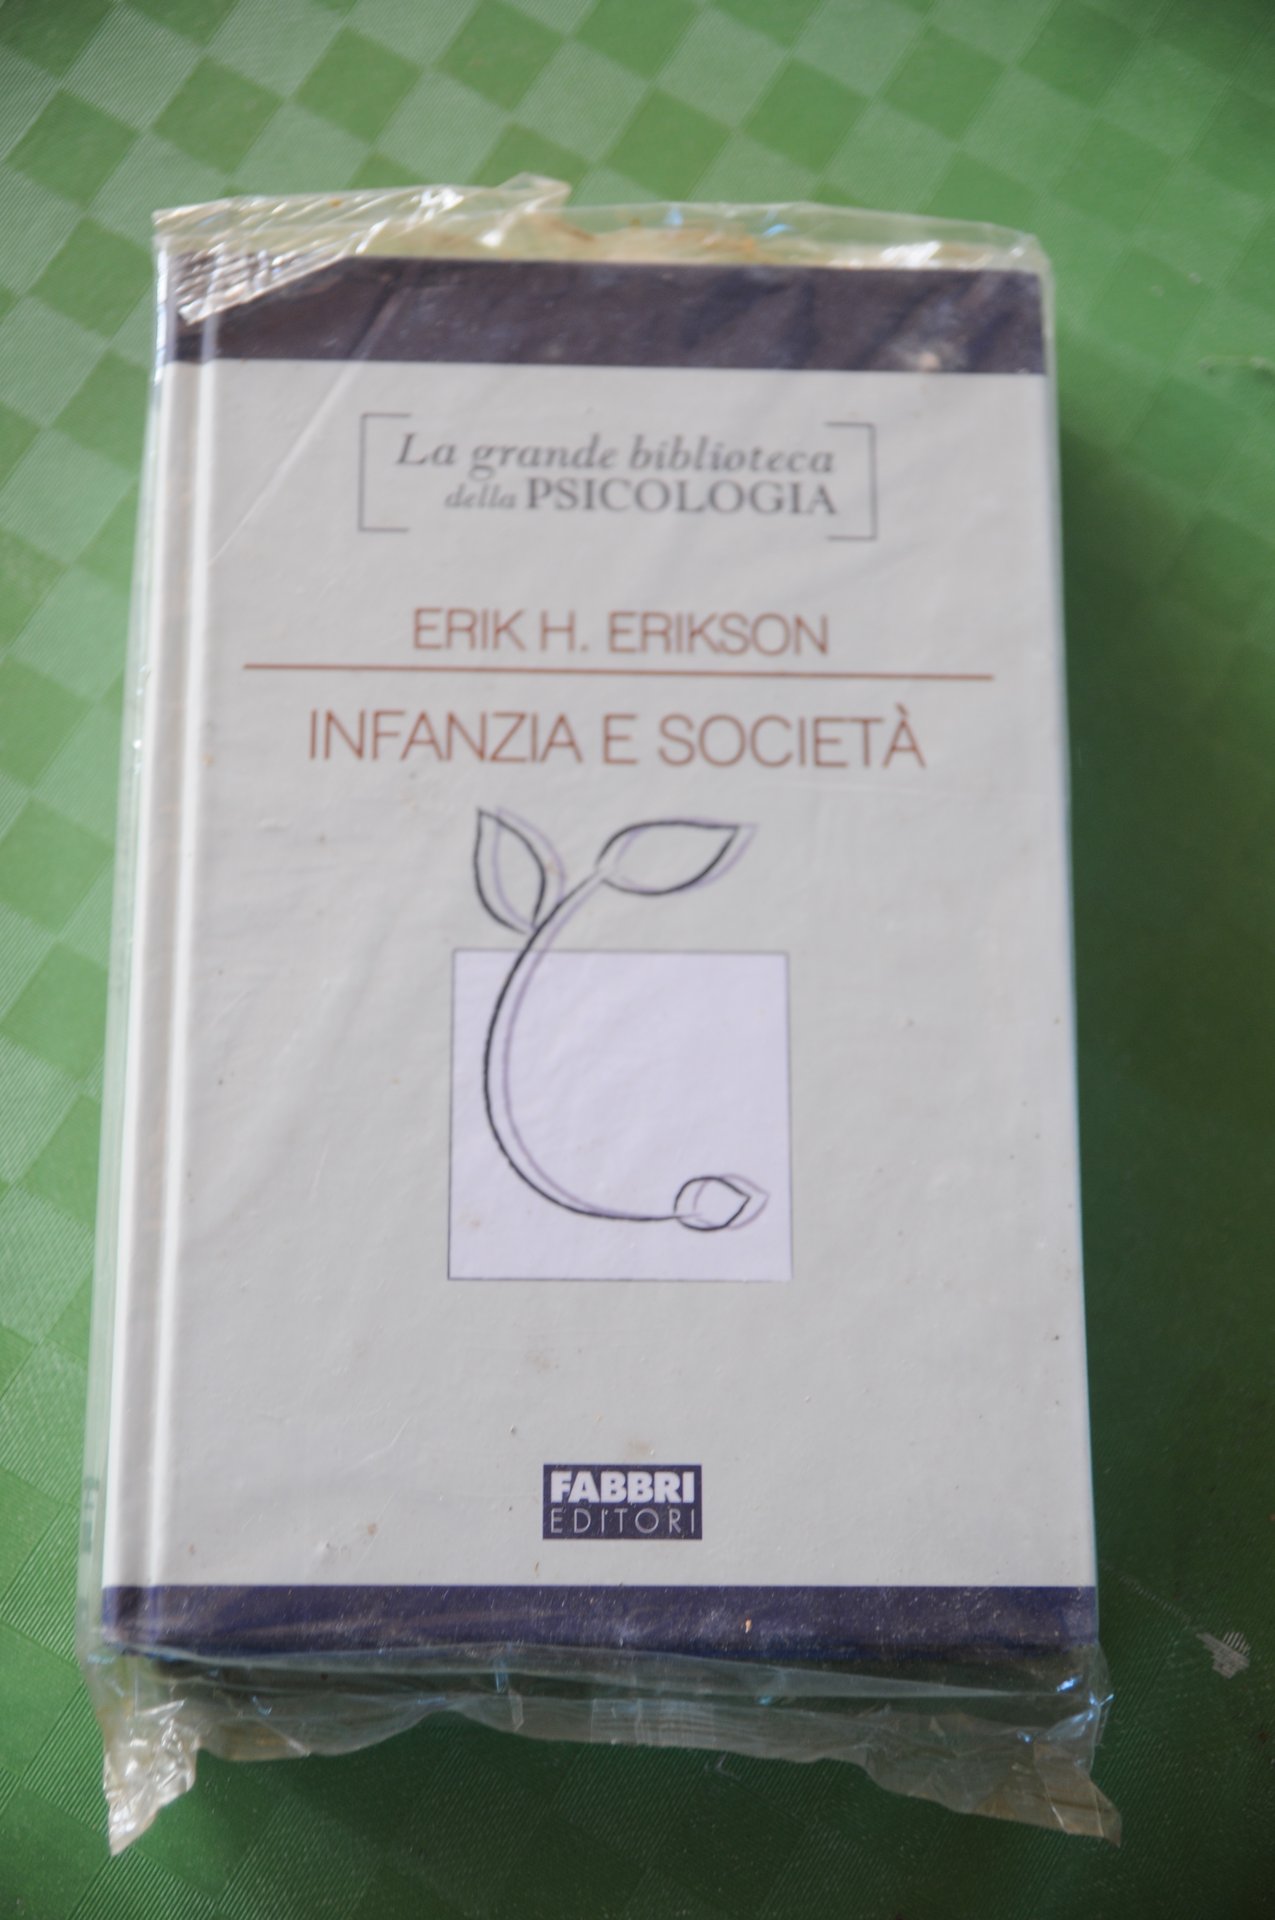 La grande biblioteca
della PSICOLOGIA
ERIK H. ERIKSON
INFANZIA E SOCIETÀ
FABBRI
EDITORI